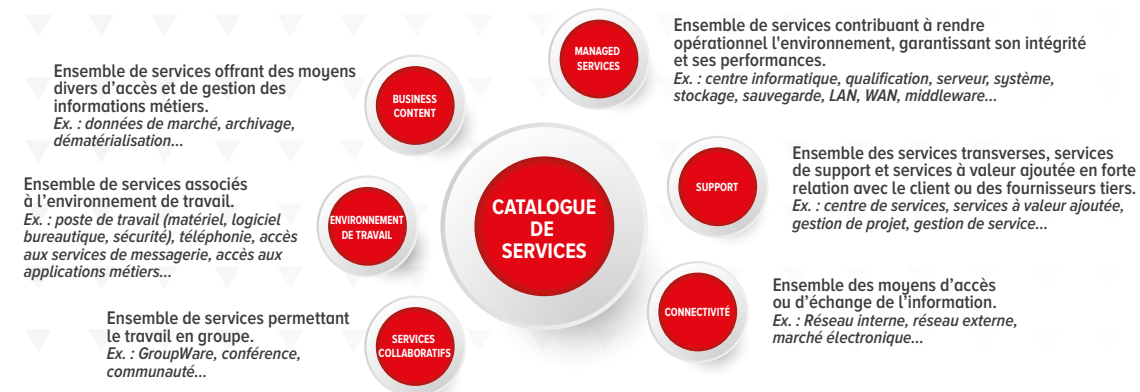 CATALOGUE
DE
SERVICES
BUSINESS
CONTENT
Ensemble de services offrant des moyens
divers d’accès et de gestion des
informations métiers.
Ex. : données de marché, archivage,
dématérialisation...
ENVIRONNEMENT
DE TRAVAIL
Ensemble de services associés
à l’environnement de travail.
Ex. : poste de travail (matériel, logiciel
bureautique, sécurité), téléphonie, accès
aux services de messagerie, accès aux
applications métiers...
SERVICES
COLLABORATIFS
Ensemble de services permettant
le travail en groupe.
Ex. : GroupWare, conférence,
communauté...
MANAGED
SERVICES
Ensemble de services contribuant à rendre
opérationnel l'environnement, garantissant son intégrité
et ses performances.
Ex. : centre informatique, qualification, serveur, système,
stockage, sauvegarde, LAN, WAN, middleware...
SUPPORT
Ensemble des services transverses, services
de support et services à valeur ajoutée en forte
relation avec le client ou des fournisseurs tiers.
Ex. : centre de services, services à valeur ajoutée,
gestion de projet, gestion de service...
CONNECTIVITÉ
Ensemble des moyens d’accès
ou d’échange de l’information.
Ex. : Réseau interne, réseau externe,
marché électronique...